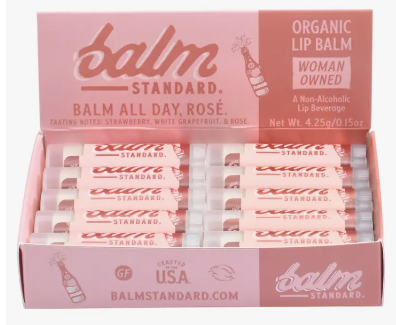 balm
STANDARD.
BALM ALL DAY, ROSÉ.
TASTING NOTES: STRAWBERRY, WHITE GRAPEFRUIT, & ROSE.
ORGANIC
LIP BALM
WOMAN
OWNED
A Non-Alcoholic
Lip Beverage
Net Wt. 4.25g/0.15oz
balm
STANDARD.
balm
STANDARD.
balm
STANDARD.
balm
STANDARD.
balm
STANDARD.
balm
STANDARD.
balm
STANDARD.
balm
STANDARD.
balm
STANDARD.
balm
STANDARD.
GF
CRAFTED
IN THE
U.S.A.
BALMSTANDARD.COM
balm
STANDARD.